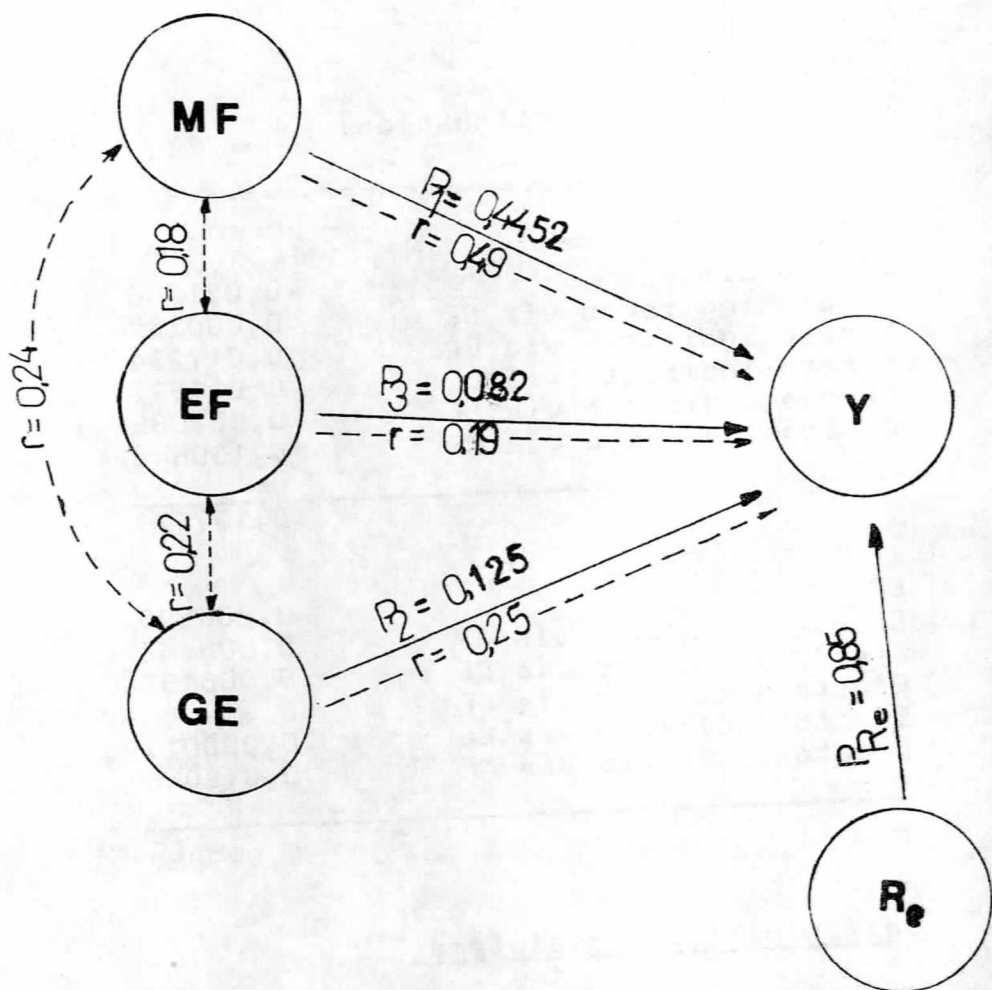 MF
P1= 0,4452
r= 0,49
r= 0,18
r= 0,24
EF
P3= 0,082
r= 0,19
Y
r= 0,22
P2= 0,125
r= 0,25
GE
PRe = 0,85
Re